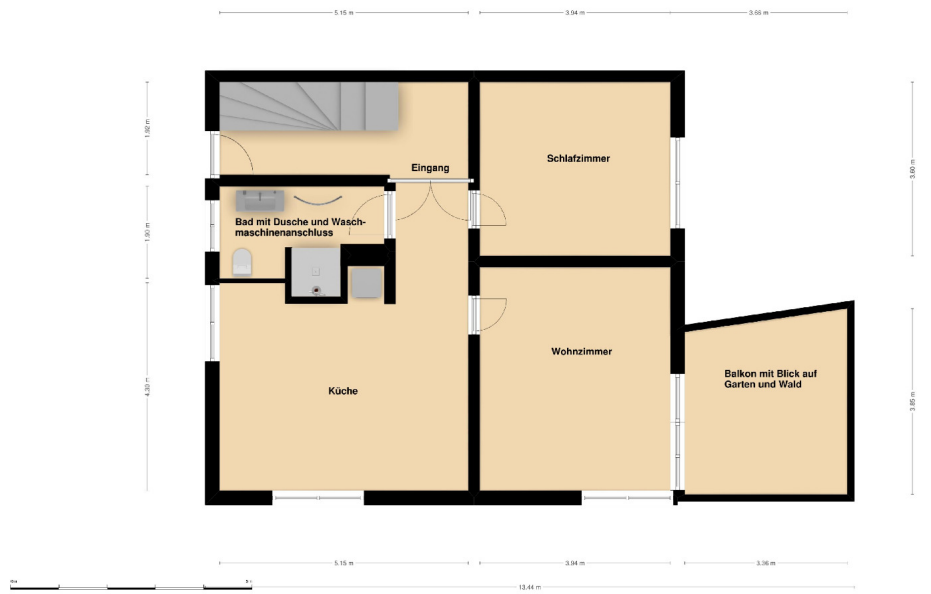 5.15 m
3.94 m
3.66 m
1.92 m
Schlafzimmer
Eingang
3.60 m
Bad mit Dusche und Wasch-
maschinenanschluss
1.90 m
Wohnzimmer
Balkon mit Blick auf
Garten und Wald
Küche
4.30 m
3.85 m
5.15 m
3.94 m
3.36 m
13.44 m